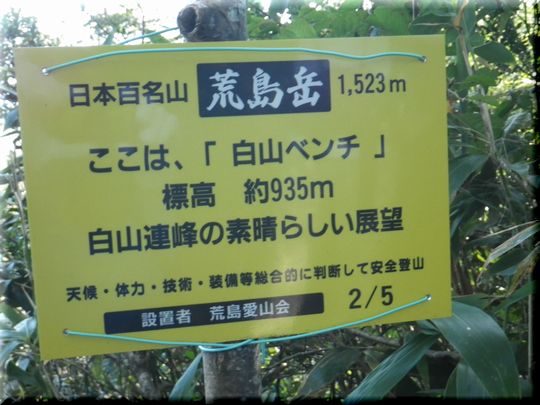 日本百名山 荒島岳 1,523m
ここは、「 白山ベンチ 」
標高 約935m
白山連峰の素晴らしい展望
天候・体力・技術・装備等総合的に判断して安全登山
設置者 荒島愛山会 2/5